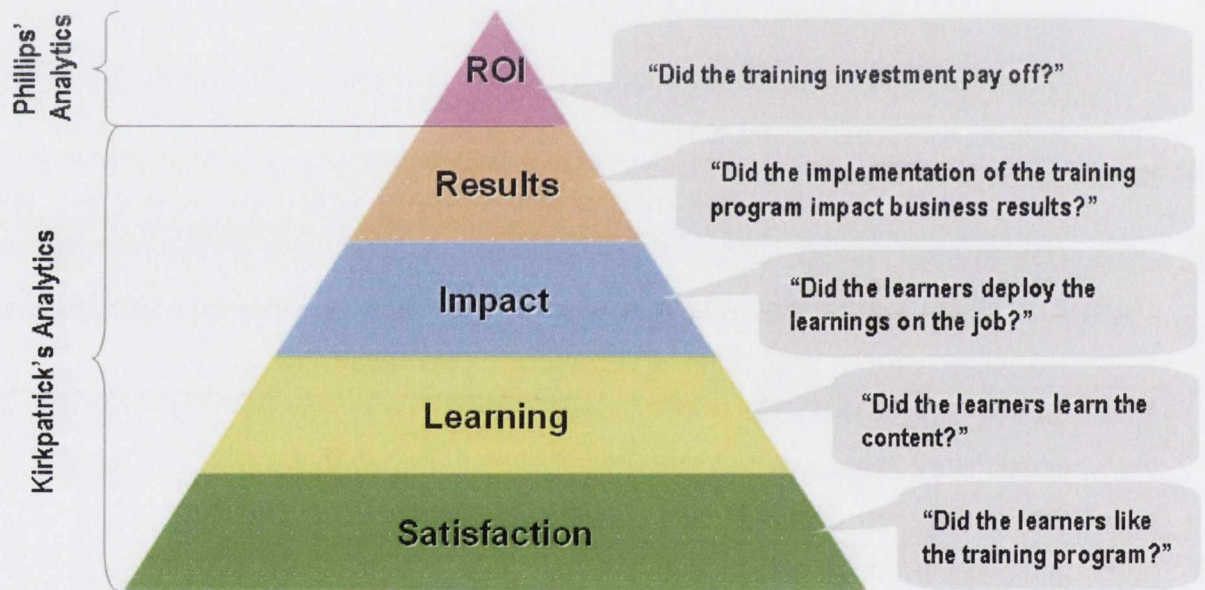 Phillips'
Analytics
ROI
"Did the training investment pay off?"
Results
"Did the implementation of the training
program impact business results?"
Kirkpatrick's Analytics
Impact
"Did the learners deploy the
learnings on the job?"
Learning
"Did the learners learn the
content?"
Satisfaction
"Did the learners like
the training program?"